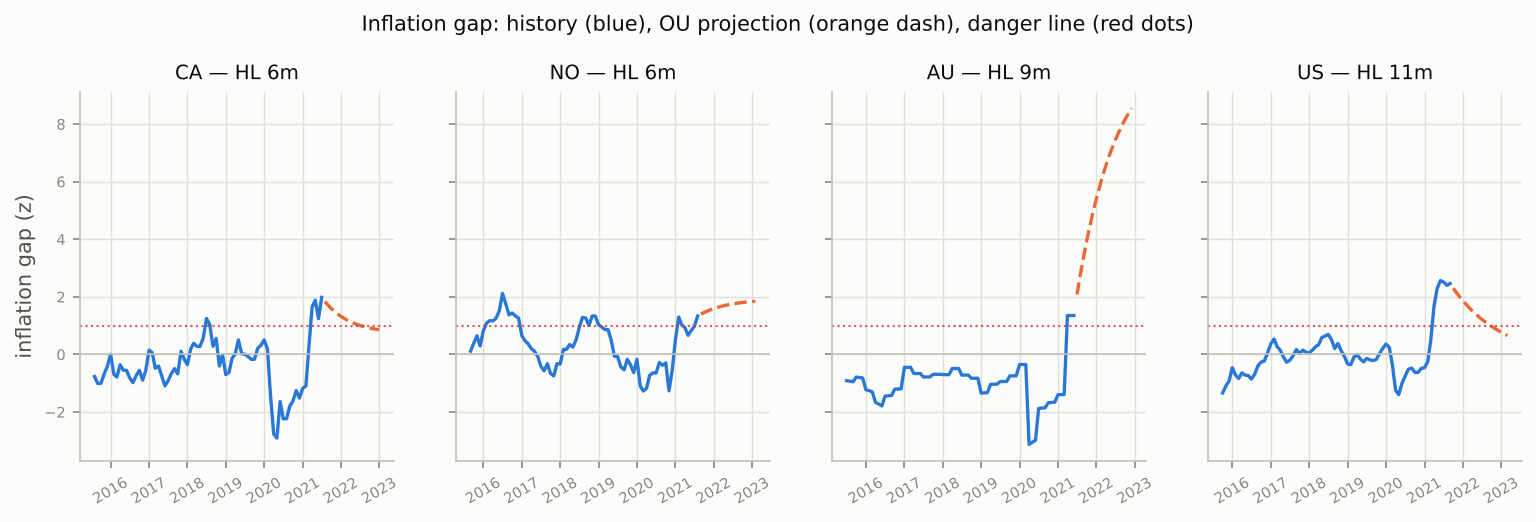 Inflation gap: history (blue), OU projection (orange dash), danger line (red dots)
CA — HL 6m
NO — HL 6m
AU — HL 9m
US — HL 11m
inflation gap (z)
8
6
4
2
0
−2
2016 2017 2018 2019 2020 2021 2022 2023
2016 2017 2018 2019 2020 2021 2022 2023
2016 2017 2018 2019 2020 2021 2022 2023
2016 2017 2018 2019 2020 2021 2022 2023